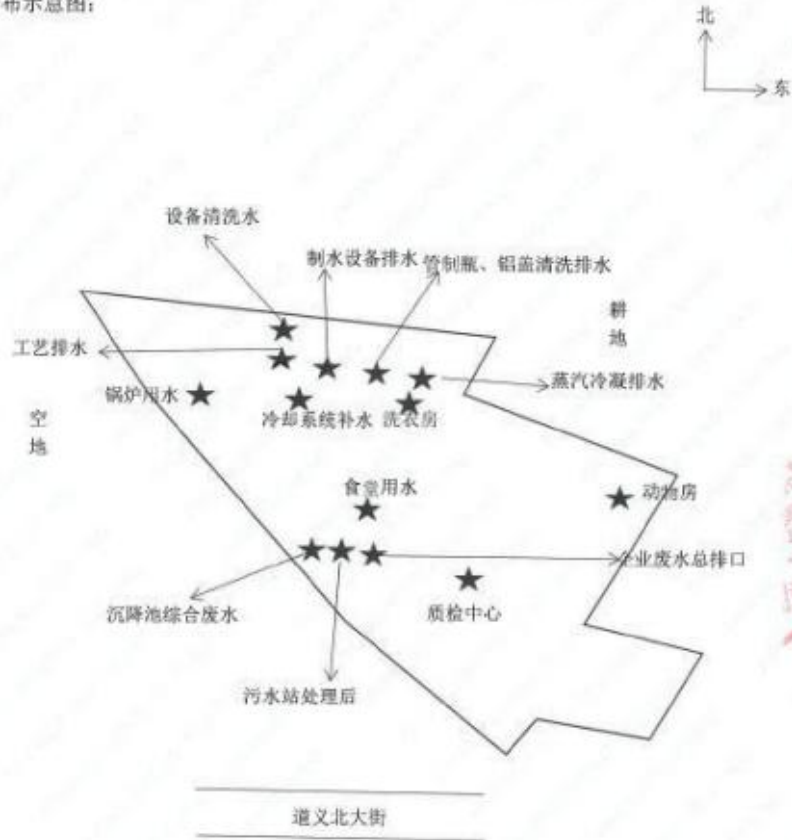 布示意图：
北
东
设备清洗水
制水设备排水
管制瓶、铝盖清洗排水
耕
地
工艺排水
蒸汽冷凝排水
锅炉用水
冷却系统补水
洗衣房
空
地
食堂用水
动物房
企业废水总排口
沉降池综合废水
质检中心
污水站处理后
道义北大街